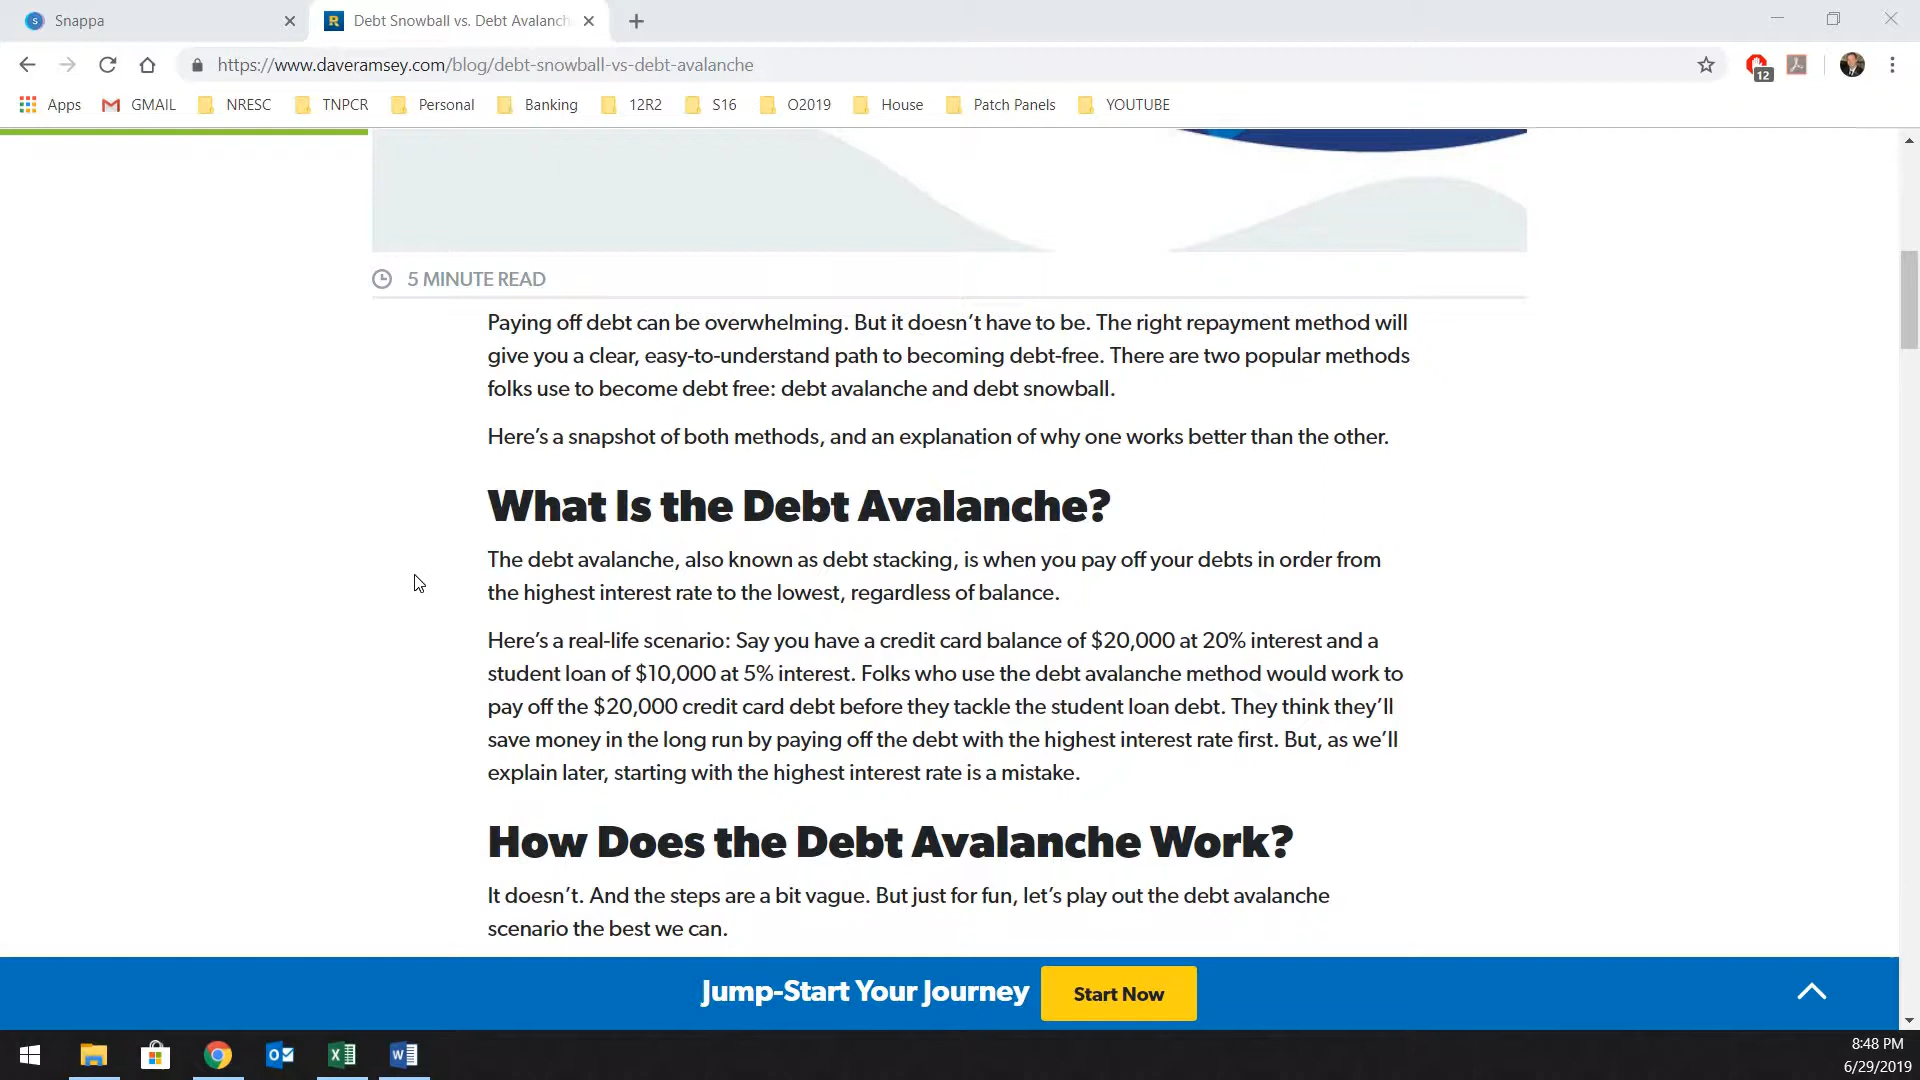 Snappa
Debt Snowball vs. Debt Avalanch
https://www.daveramsey.com/blog/debt-snowball-vs-debt-avalanche
12
Apps GMAIL NRESC TNPCR Personal Banking 12R2 S16 O2019 House Patch Panels YOUTUBE
5 MINUTE READ
Paying off debt can be overwhelming. But it doesn’t have to be. The right repayment method will
give you a clear, easy-to-understand path to becoming debt-free. There are two popular methods
folks use to become debt free: debt avalanche and debt snowball.
Here’s a snapshot of both methods, and an explanation of why one works better than the other.
What Is the Debt Avalanche?
The debt avalanche, also known as debt stacking, is when you pay off your debts in order from
the highest interest rate to the lowest, regardless of balance.
Here’s a real-life scenario: Say you have a credit card balance of $20,000 at 20% interest and a
student loan of $10,000 at 5% interest. Folks who use the debt avalanche method would work to
pay off the $20,000 credit card debt before they tackle the student loan debt. They think they’ll
save money in the long run by paying off the debt with the highest interest rate first. But, as we’ll
explain later, starting with the highest interest rate is a mistake.
How Does the Debt Avalanche Work?
It doesn’t. And the steps are a bit vague. But just for fun, let’s play out the debt avalanche
scenario the best we can.
Jump-Start Your Journey Start Now
8:48 PM
6/29/2019